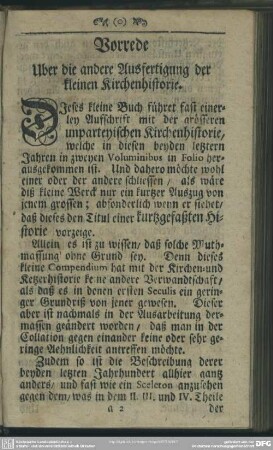 (o)
Vorrede
Uber die andere Ausfertigung der
kleinen Kirchenhistorie.
DJeses kleine Buch führet fast einer-
ley Auffschrifft mit der grösseren
unparteyischen Kirchenhistorie,
welche in diesen beyden letztern
Jahren in zweyen Voluminibus in Folio her-
ausgekommen ist. Und dahero möchte wohl
einer oder der andere schliessen, als wäre
diß kleine Werck nur ein kurtzer Auszug von
jenem grossen; absonderlich wenn er siehet,
daß dieses den Titul einer kurtzgefaßten Hi-
storie vorzeige.
Allein es ist zu wissen, daß solche Muth-
massung ohne Grund sey. Denn dieses
kleine Compendium hat mit der Kirchen-und
Ketzerhistorie keine andere Verwandtschafft,
als daß es in denen ersten Seculis ein gerin-
ger Grundriß von jener gewesen. Dieser
aber ist nachmals in der Ausarbeitung der-
massen geändert worden, daß man in der
Collation gegen einander keine oder sehr ge-
ringe Aehnlichkeit antreffen möchte.
Zudem so ist die Beschreibung derer
beyden letzten Jahrhundert allhier gantz
anders, und fast wie ein Sceleton anzusehen
gegen dem, was in dem II. III. und IV. Theile
a 2 der